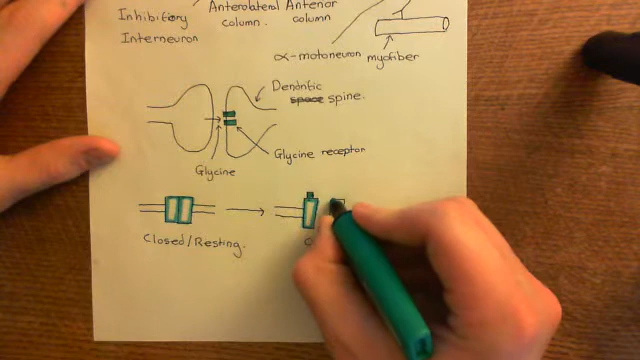 Inhibitory
Interneuron
Anterolateral
column.
Anterior
column
α-motoneuron
myofiber
Dendritic
spine.
Glycine receptor
Glycine
Closed/Resting.